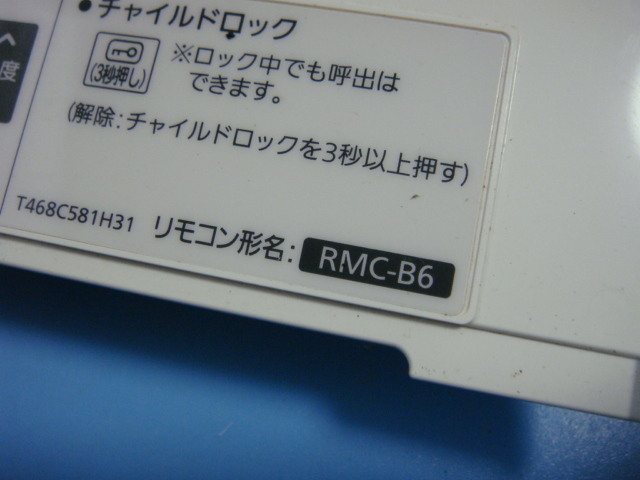 •チャイルドロック
(3秒押し)
※ロック中でも呼出は
できます。
(解除:チャイルドロックを3秒以上押す)
へ
度
T468C581H31 リモコン形名: RMC-B6